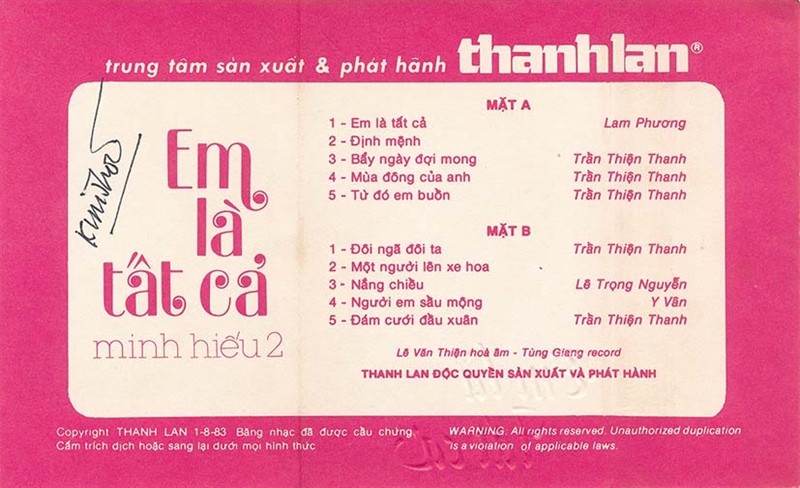 trung tâm sản xuất & phát hành thanhlan®
Em
là
tất cả
minh hiếu 2
MẶT A
1 - Em là tất cả Lam Phương
2 - Định mệnh
3 - Bẩy ngày đợi mong Trần Thiện Thanh
4 - Mùa đông của anh Trần Thiện Thanh
5 - Từ đó em buồn Trần Thiện Thanh
MẶT B
1 - Đôi ngã đôi ta Trần Thiện Thanh
2 - Một người lên xe hoa
3 - Nắng chiều Lê Trọng Nguyễn
4 - Người em sầu mộng Y Vân
5 - Đám cưới đầu xuân Trần Thiện Thanh
Lê Văn Thiện hoà âm - Tùng Giang record
THANH LAN ĐỘC QUYỀN SẢN XUẤT VÀ PHÁT HÀNH
Copyright THANH LAN 1-8-83 Băng nhạc đã được cầu chứng
Cấm trích dịch hoặc sang lại dưới mọi hình thức
WARNING: All rights reserved. Unauthorized duplication
is a violation of applicable laws.